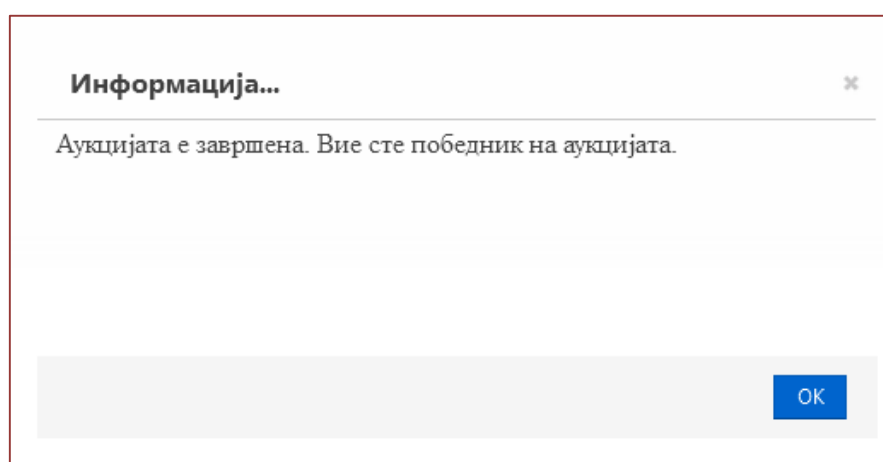 Информација...
Аукцијата е завршена. Вие сте победник на аукцијата.
OK